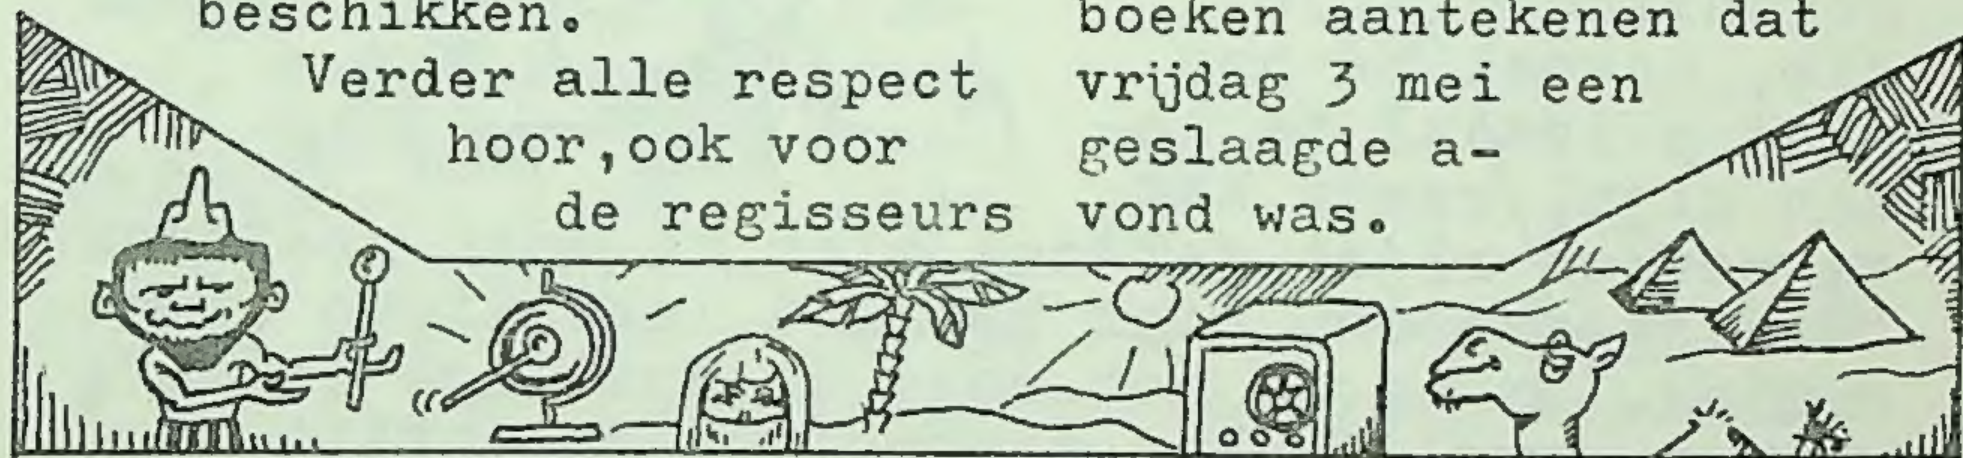 beschikken.
Verder alle respect
hoor,ook voor
de regisseurs
boeken aantekenen dat
vrijdag 3 mei een
geslaagde a-
vond was.